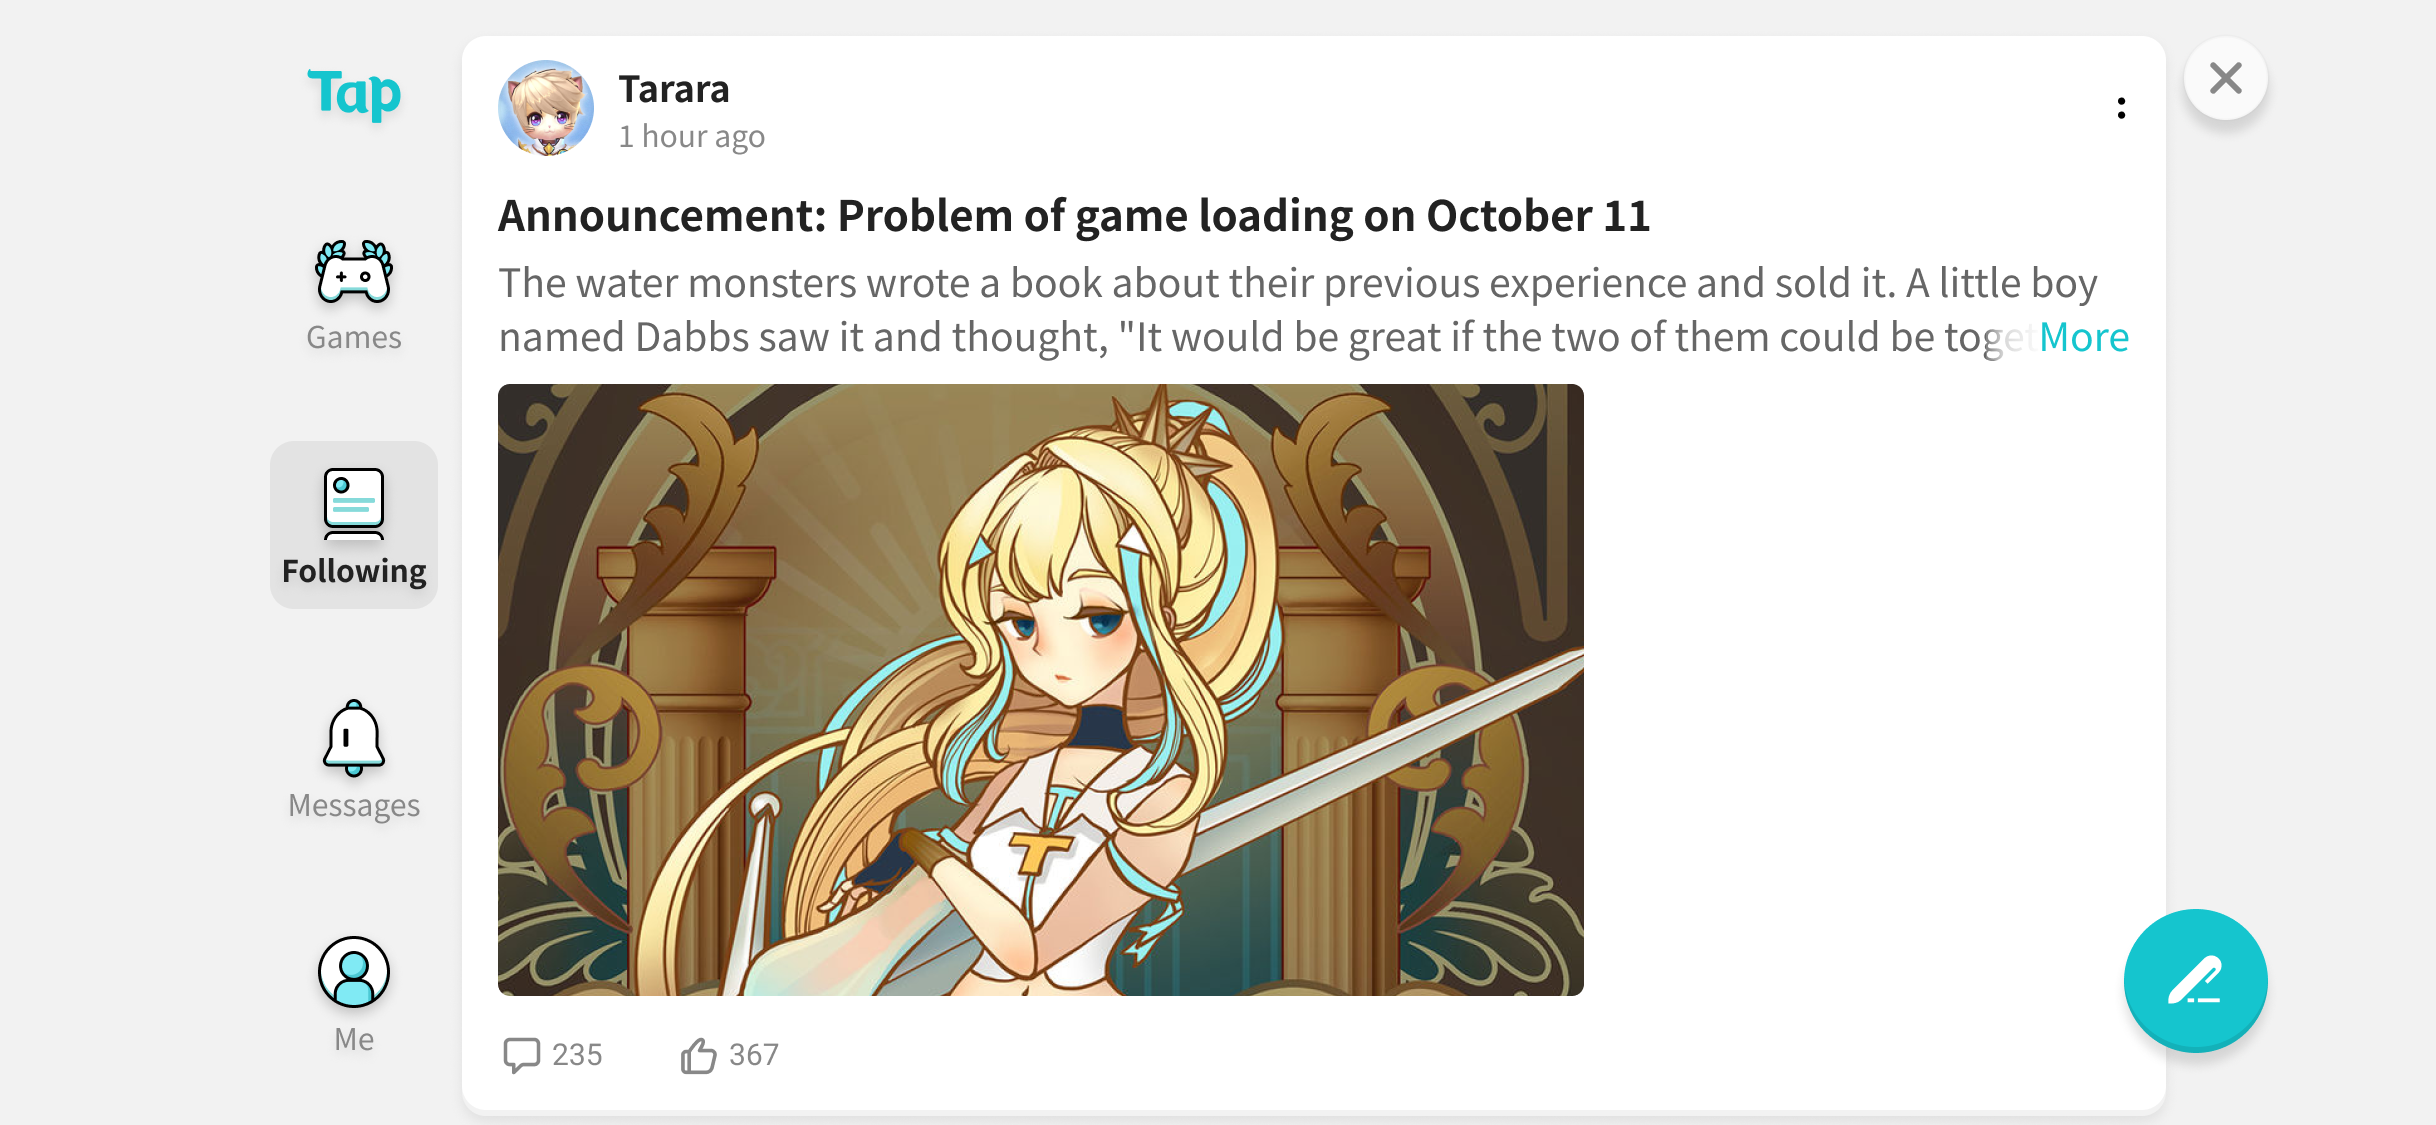 Tap
Games
Following
Messages
Me
Tarara
1 hour ago
Announcement: Problem of game loading on October 11
The water monsters wrote a book about their previous experience and sold it. A little boy
named Dabbs saw it and thought, "It would be great if the two of them could be toget More
T
235
367